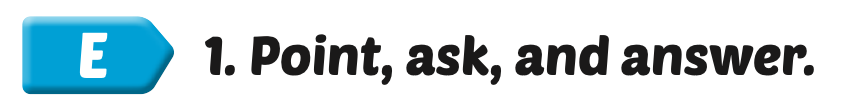 E 1. Point, ask, and answer.